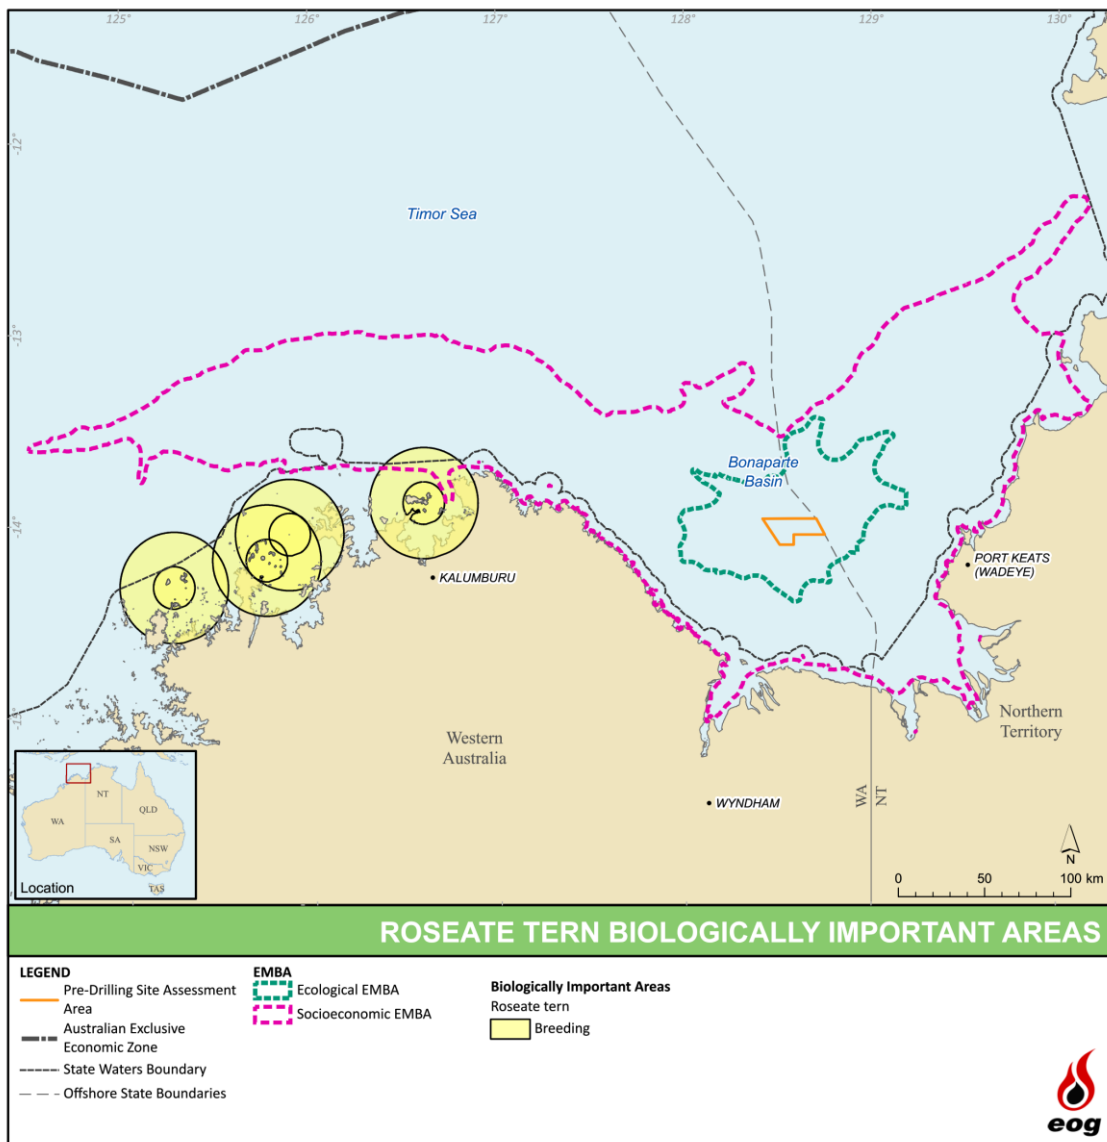 125°
126°
127°
128°
129°
130°
-12°
Timor Sea
-13°
Bonaparte
Basin
-14°
KALUMBURU
PORT KEATS
(WADEYE)
Northern
Territory
Western
Australia
WYNDHAM
WA
NT
N
0 50 100 km
NT
WA
QLD
SA
NSW
VIC
TAS
Location
ROSEATE TERN BIOLOGICALLY IMPORTANT AREAS
LEGEND
Pre-Drilling Site Assessment
Area
Australian Exclusive
Economic Zone
State Waters Boundary
Offshore State Boundaries
EMBA
Ecological EMBA
Socioeconomic EMBA
Biologically Important Areas
Roseate tern
Breeding
eog